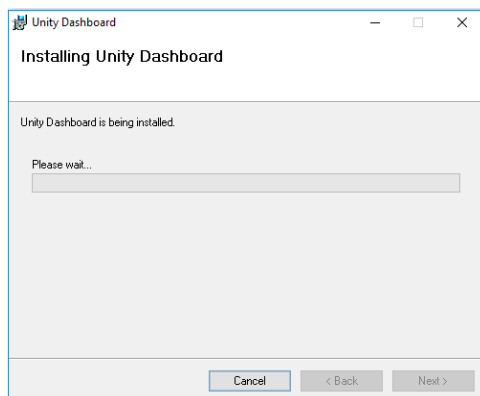 Unity Dashboard
Installing Unity Dashboard
Unity Dashboard is being installed.
Please wait...
Cancel
< Back
Next >